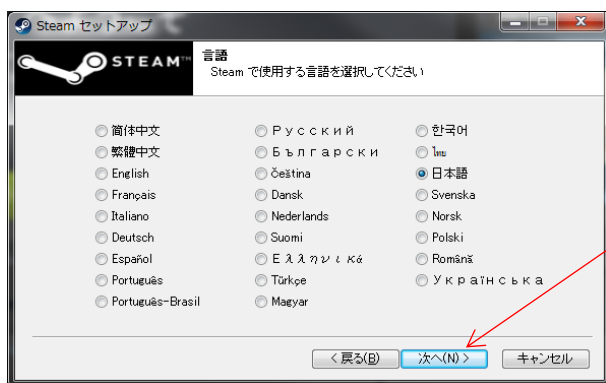 Steam セットアップ
STEAM™
言語
Steam で使用する言語を選択してください
简体中文
繁體中文
English
Français
Italiano
Deutsch
Español
Português
Português-Brasil
Русский
Български
Čeština
Dansk
Nederlands
Suomi
Ελληνικά
Türkçe
Magyar
한국어
ไทย
日本語
Svenska
Norsk
Polski
Română
Українська
< 戻る(B)
次へ(N) >
キャンセル